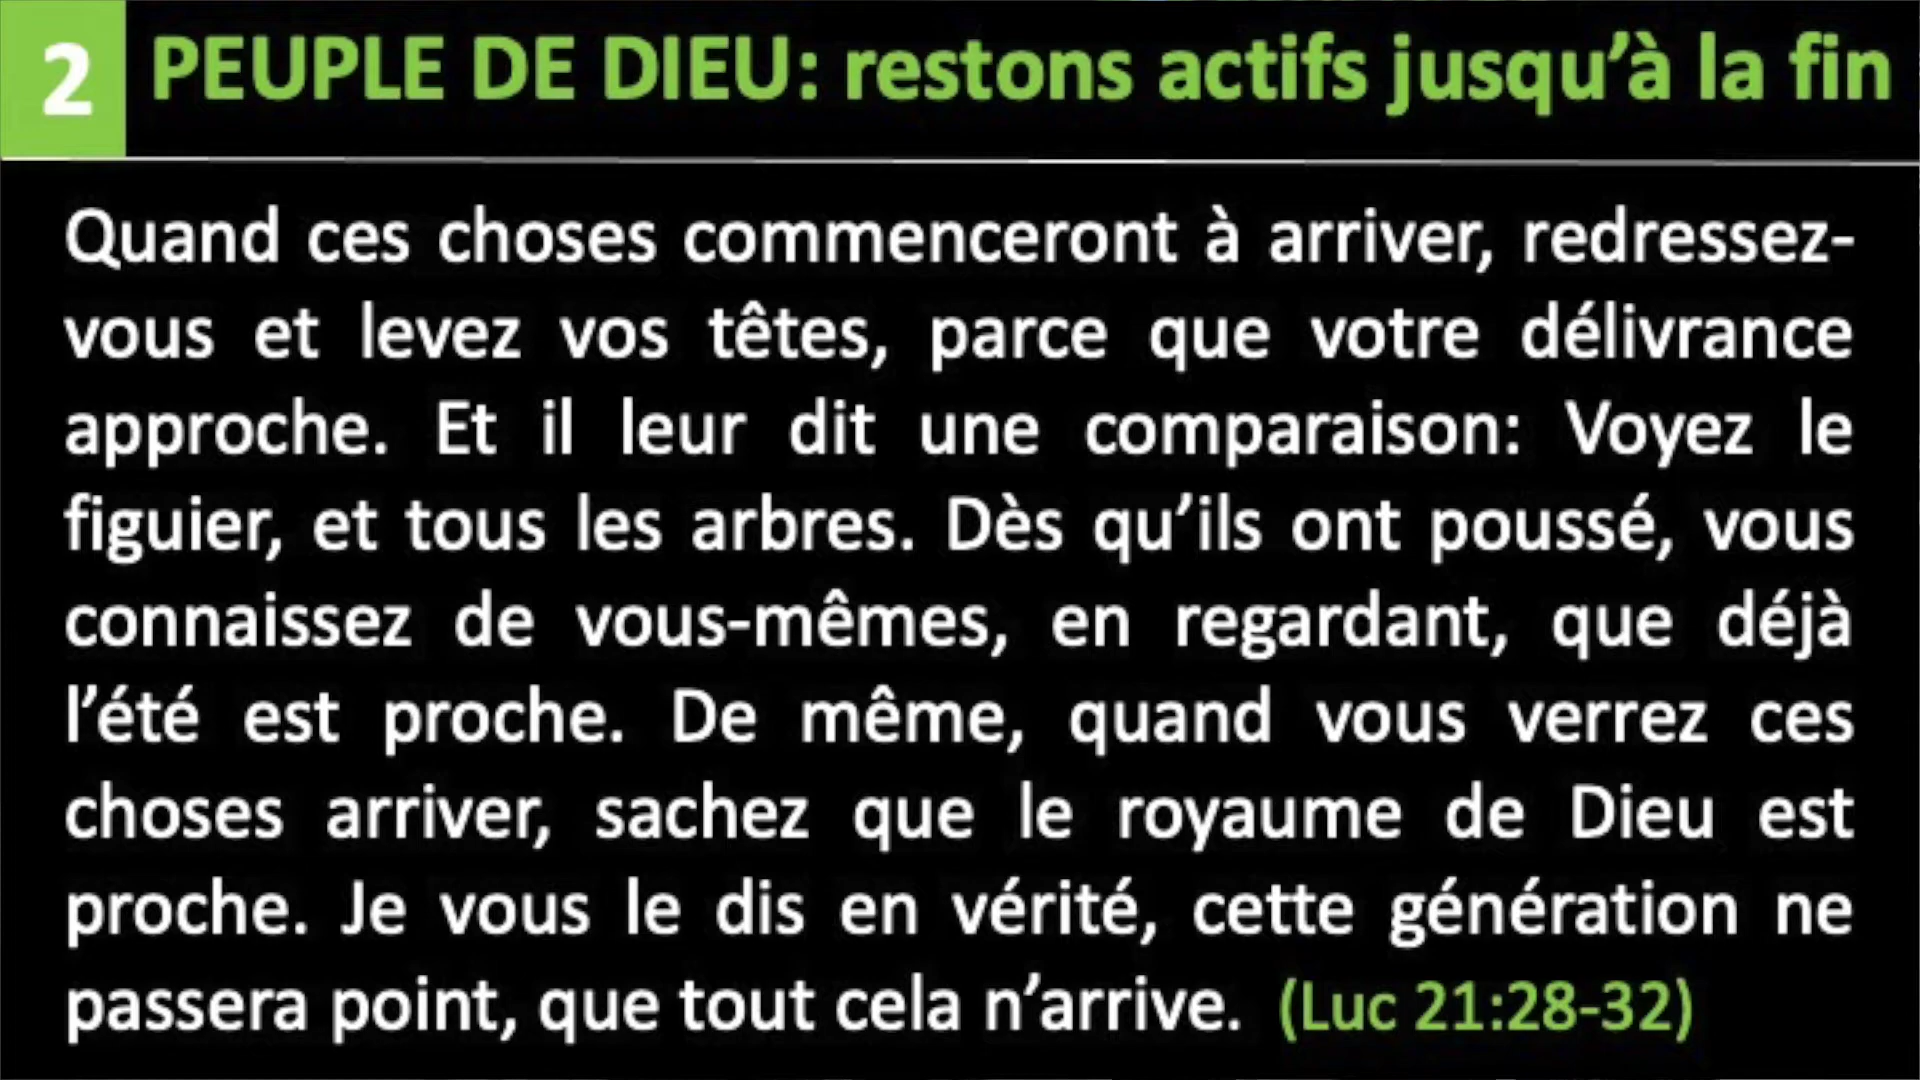 2 PEUPLE DE DIEU: restons actifs jusqu’à la fin
Quand ces choses commenceront à arriver, redressez-
vous et levez vos têtes, parce que votre délivrance
approche. Et il leur dit une comparaison: Voyez le
figuier, et tous les arbres. Dès qu’ils ont poussé, vous
connaissez de vous-mêmes, en regardant, que déjà
l’été est proche. De même, quand vous verrez ces
choses arriver, sachez que le royaume de Dieu est
proche. Je vous le dis en vérité, cette génération ne
passera point, que tout cela n’arrive. (Luc 21:28-32)